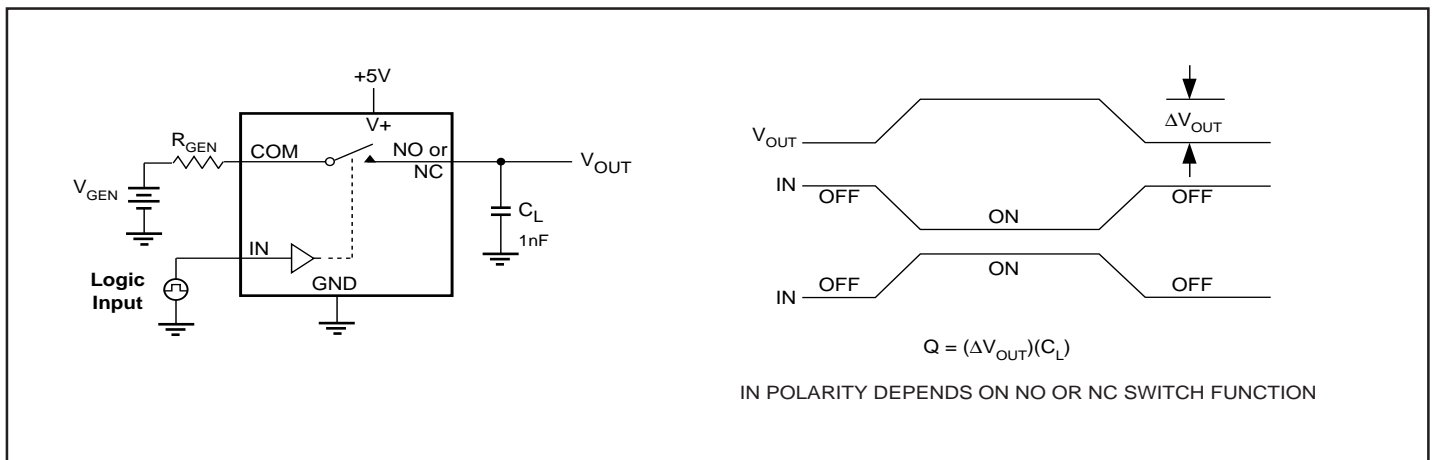 +5V
V+
R_GEN
COM
NO or
NC
V_OUT
V_GEN
C_L
1nF
IN
Logic
Input
GND
V_OUT
ΔV_OUT
IN
OFF
ON
OFF
IN
OFF
ON
OFF
Q = (ΔV_OUT)(C_L)
IN POLARITY DEPENDS ON NO OR NC SWITCH FUNCTION